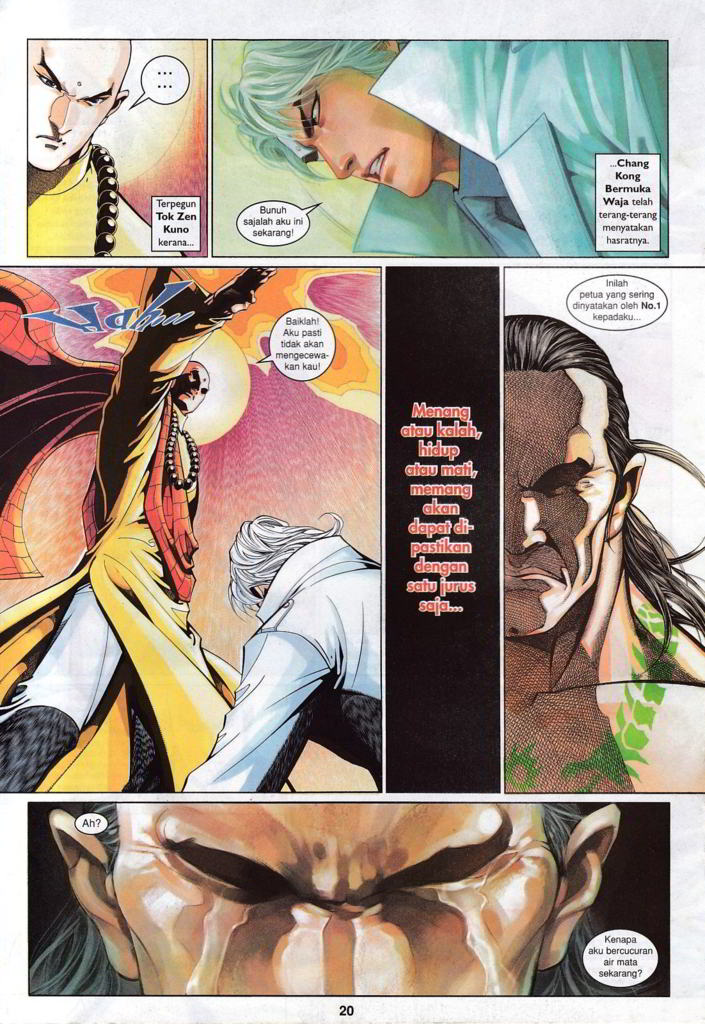 ... ...
Terpegun
Tok Zen
Kuno
kerana...
Bunuh
sajalah aku ini
sekarang!
...Chang
Kong
Bermuka
Waja telah
terang-terang
menyatakan
hasratnya.
Yahhh
Baiklah!
Aku pasti
tidak akan
mengecewa-
kan kau!
Menang
atau kalah,
hidup
atau mati,
memang
akan
dapat di-
pastikan
dengan
satu jurus
saja...
Inilah
petua yang sering
dinyatakan oleh No.1
kepadaku...
Ah?
Kenapa
aku bercucuran
air mata
sekarang?
20